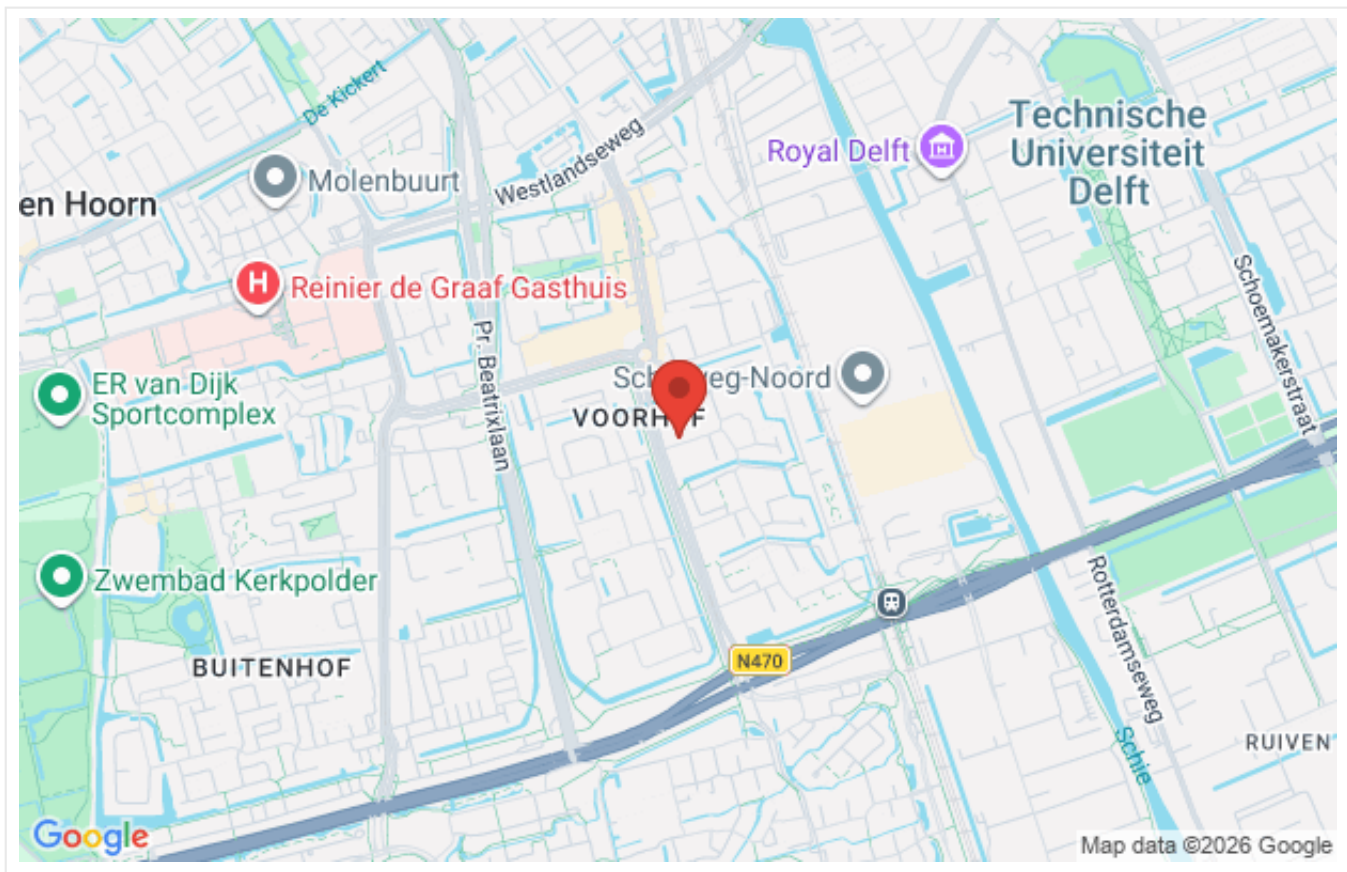 De Kickert
Technische
Universiteit
Delft
Royal Delft
Molenbuurt
Westlandseweg
en Hoorn
H
Reinier de Graaf Gasthuis
Schoemakerstraat
Pr. Beatrixlaan
ER van Dijk
Sportcomplex
VOORHOF
Zwembad Kerkpolder
BUITENHOF
N470
Rotterdamseweg
Schie
RUIVEN
Google
Map data ©2026 Google